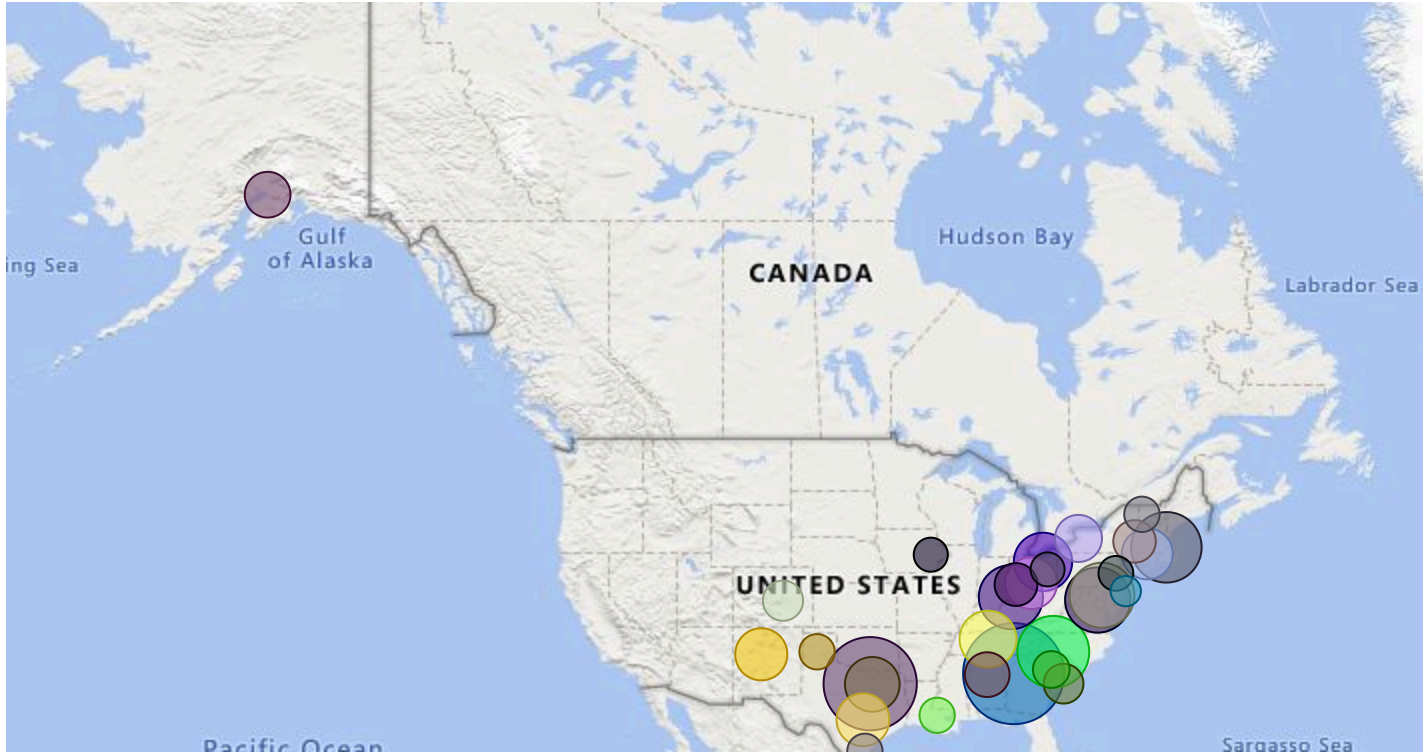 Gulf
of Alaska
Hudson Bay
ing Sea
CANADA
Labrador Sea
UNITED STATES
Pacific Ocean
Sargasso Sea